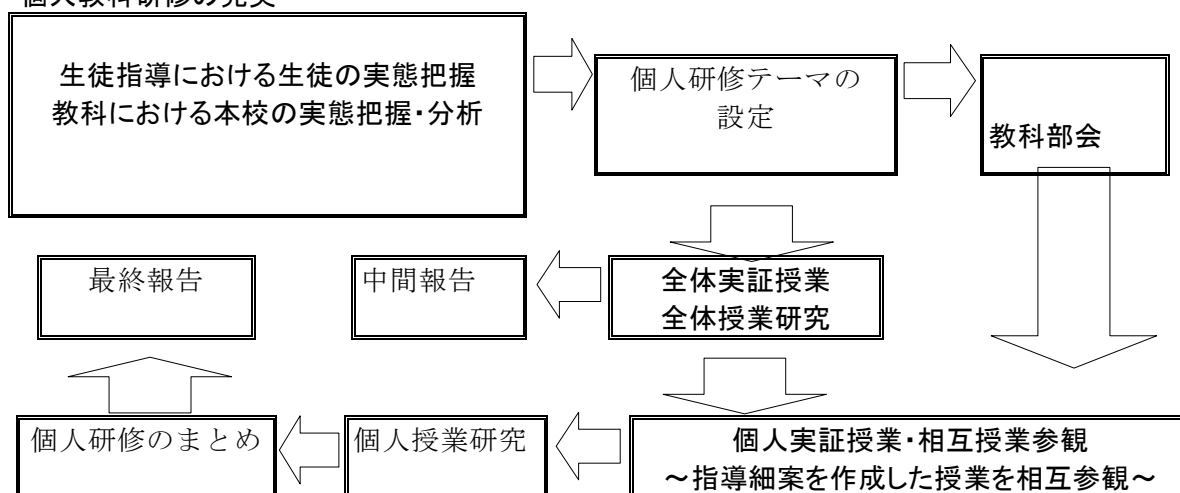 個人教科研修の充実
生徒指導における生徒の実態把握
教科における本校の実態把握・分析
個人研修テーマの
設定
教科部会
最終報告
中間報告
全体実証授業
全体授業研究
個人研修のまとめ
個人授業研究
個人実証授業・相互授業参観
～指導細案を作成した授業を相互参観～